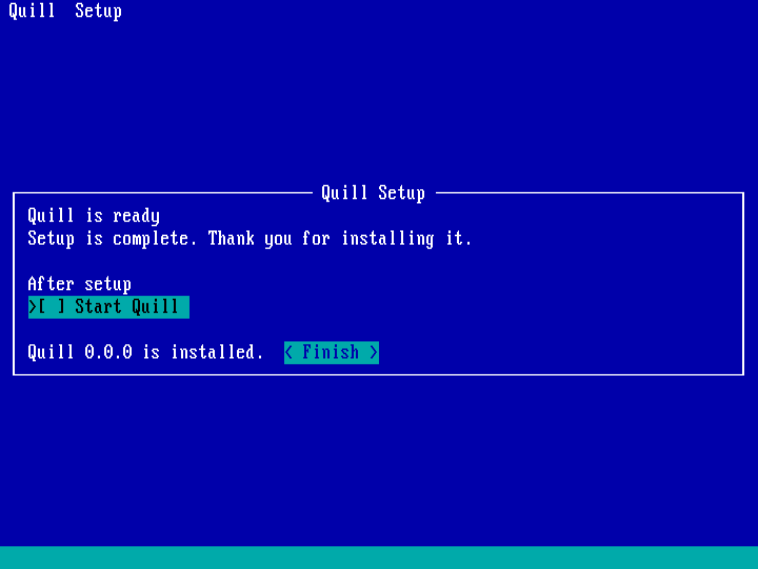 Quill  Setup
Quill Setup
Quill is ready
Setup is complete. Thank you for installing it.
After setup
>[ ] Start Quill
Quill 0.0.0 is installed.  < Finish >